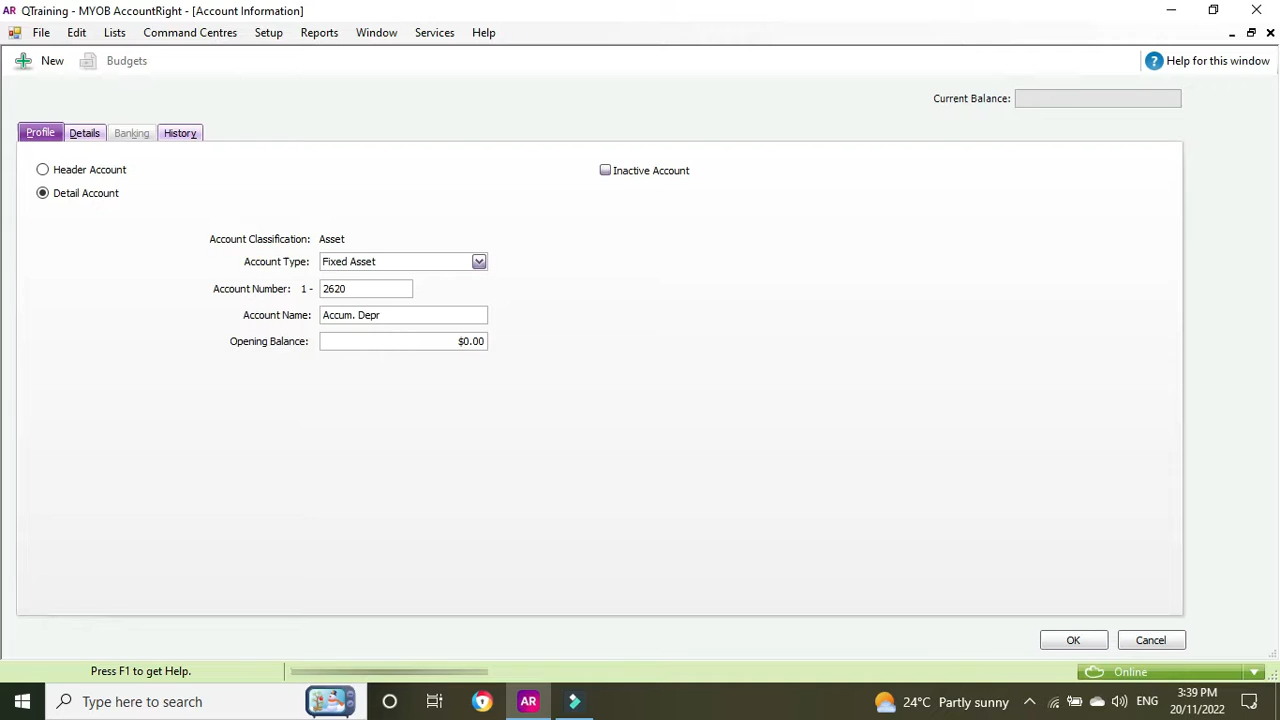 AR QTraining - MYOB AccountRight - [Account Information]
File Edit Lists Command Centres Setup Reports Window Services Help
New Budgets ? Help for this window
Current Balance:
Profile Details Banking History
Header Account Inactive Account
Detail Account
Account Classification: Asset
Account Type: Fixed Asset
Account Number: 1 - 2620
Account Name: Accum. Depr
Opening Balance: $0.00
OK Cancel
Press F1 to get Help. Online
Type here to search AR 24°C Partly sunny ENG 3:39 PM
20/11/2022